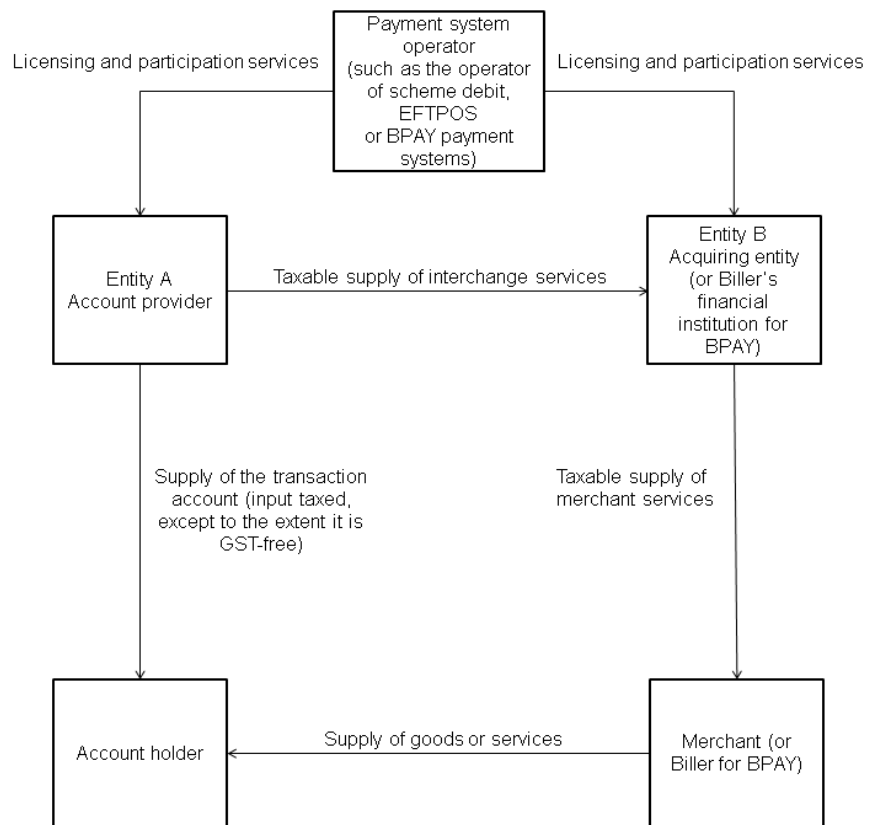 Payment system
operator
(such as the operator
of scheme debit,
EFTPOS
or BPAY payment
systems)
Licensing and participation services
Licensing and participation services
Entity A
Account provider
Taxable supply of interchange services
Entity B
Acquiring entity
(or Biller's
financial
institution for
BPAY)
Supply of the transaction
account (input taxed,
except to the extent it is
GST-free)
Taxable supply of
merchant services
Account holder
Supply of goods or services
Merchant (or
Biller for BPAY)